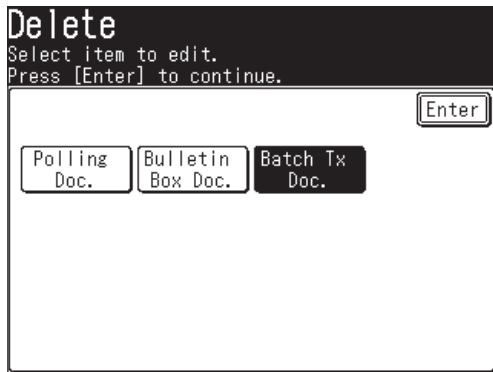 Delete
Select item to edit.
Press [Enter] to continue.
Enter
Polling Doc.
Bulletin Box Doc.
Batch Tx Doc.